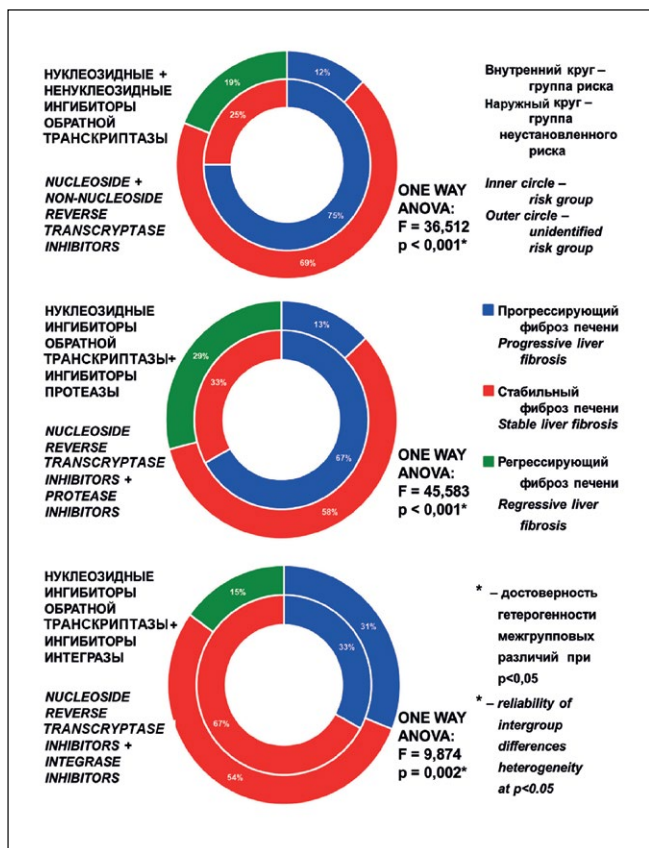 НУКЛЕОЗИДНЫЕ +
НЕНУКЛЕОЗИДНЫЕ
ИНГИБИТОРЫ
ОБРАТНОЙ
ТРАНСКРИПТАЗЫ
NUCLEOSIDE +
NON-NUCLEOSIDE
REVERSE
TRANSCTYPTASE
INHIBITORS
12%
19%
25%
75%
69%
ONE WAY
ANOVA:
F = 36,512
p < 0,001*
Внутренний круг –
группа риска
Наружный круг –
группа
неустановленного
риска
Inner circle –
risk group
Outer circle –
unidentified
risk group
НУКЛЕОЗИДНЫЕ
ИНГИБИТОРЫ
ОБРАТНОЙ
ТРАНСКРИПТАЗЫ+
ИНГИБИТОРЫ
ПРОТЕАЗЫ
NUCLEOSIDE
REVERSE
TRANSCRYPTASE
INHIBITORS +
PROTEASE
INHIBITORS
13%
29%
33%
67%
58%
ONE WAY
ANOVA:
F = 45,583
p < 0,001*
Прогрессирующий
фиброз печени
Progressive liver
fibrosis
Стабильный
фиброз печени
Stable liver fibrosis
Регрессирующий
фиброз печени
Regressive liver
fibrosis
НУКЛЕОЗИДНЫЕ
ИНГИБИТОРЫ
ОБРАТНОЙ
ТРАНСКРИПТАЗЫ+
ИНГИБИТОРЫ
ИНТЕГРАЗЫ
NUCLEOSIDE
REVERSE
TRANSCRYPTASE
INHIBITORS +
INTEGRASE
INHIBITORS
15%
31%
33%
67%
54%
ONE WAY
ANOVA:
F = 9,874
p = 0,002*
* – достоверность
гетерогенности
межгрупповых
различий при
p<0,05
* – reliability of
intergroup
differences
heterogeneity
at p<0.05